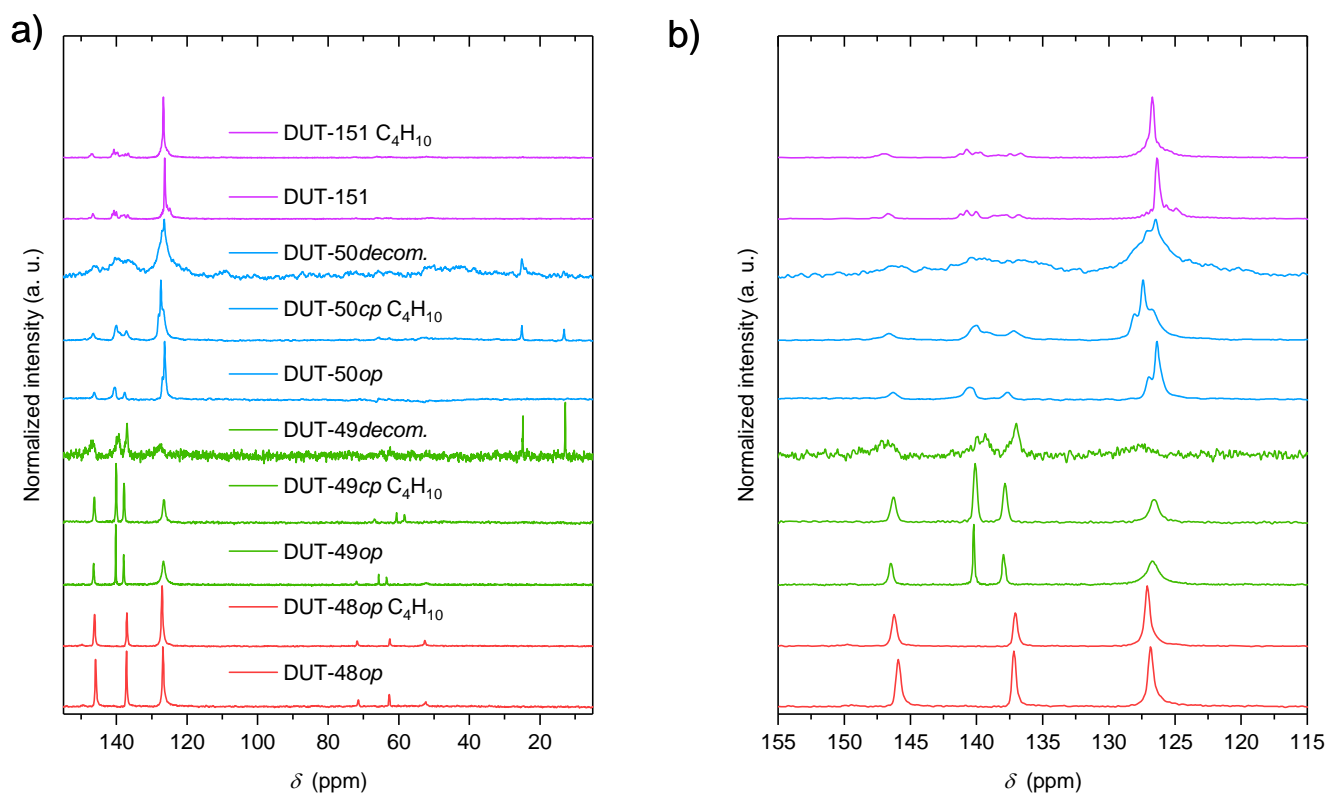 a)
Normalized intensity (a. u.)
DUT-151 C₄H₁₀
DUT-151
DUT-50decom.
DUT-50cp C₄H₁₀
DUT-50op
DUT-49decom.
DUT-49cp C₄H₁₀
DUT-49op
DUT-48op C₄H₁₀
DUT-48op
140 120 100 80 60 40 20
δ (ppm)
b)
Normalized intensity (a. u.)
155 150 145 140 135 130 125 120 115
δ (ppm)